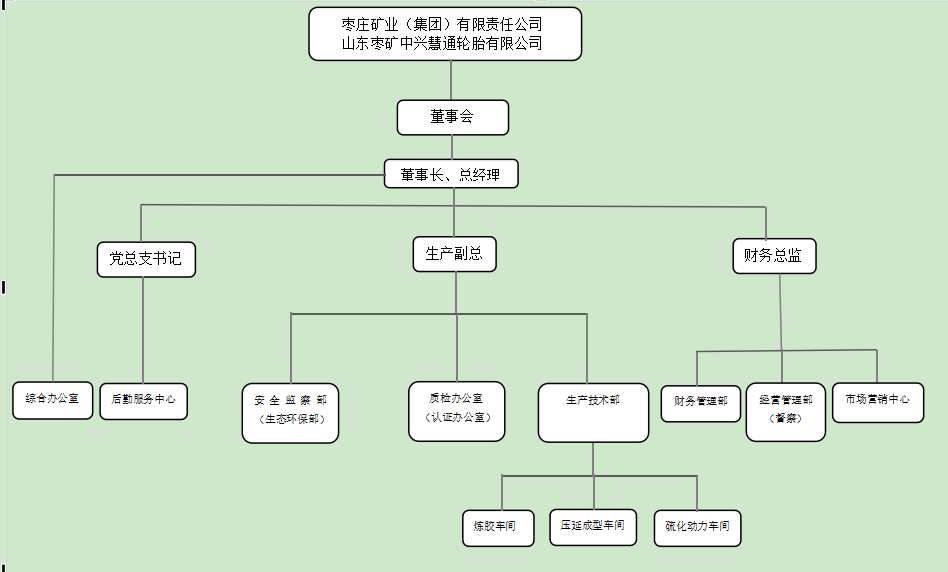 枣庄矿业（集团）有限责任公司
山东枣矿中兴慧通轮胎有限公司
董事会
董事长、总经理
党总支书记
生产副总
财务总监
综合办公室
后勤服务中心
安 全 监 察 部
（生态环保部）
质检办公室
（认证办公室）
生产技术部
财务管理部
经营管理部
（督察）
市场营销中心
炼胶车间
压延成型车间
硫化动力车间